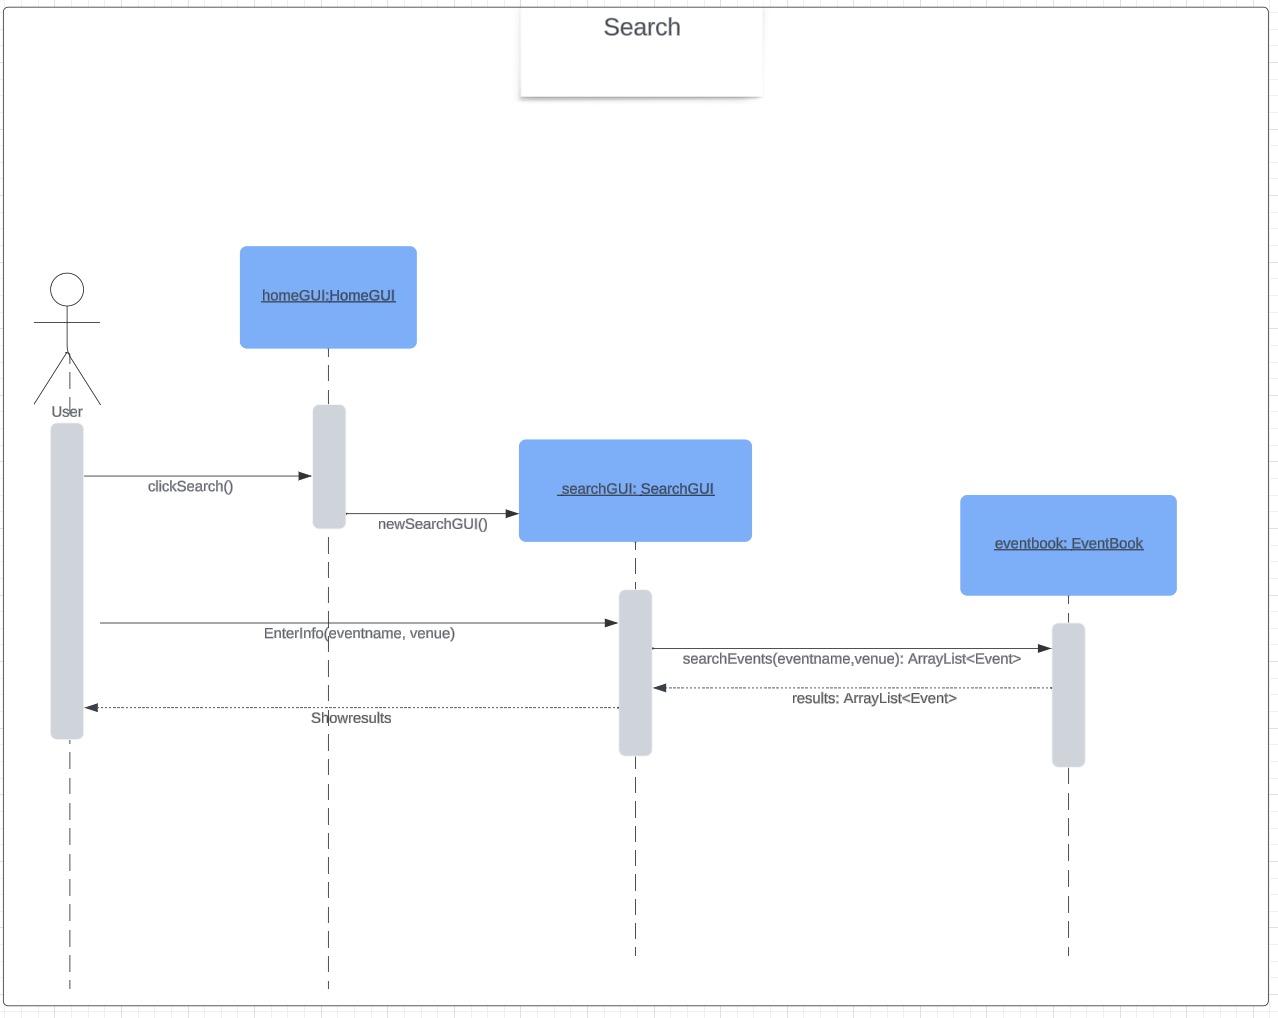 Search
homeGUI:HomeGUI
User
clickSearch()
searchGUI: SearchGUI
newSearchGUI()
eventbook: EventBook
EnterInfo(eventname, venue)
searchEvents(eventname,venue): ArrayList<Event>
results: ArrayList<Event>
Showresults